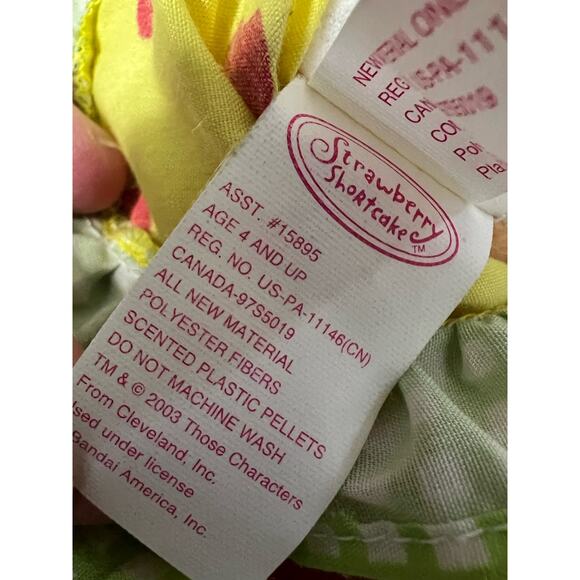 Strawberry
Shortcake™
ASST. #15895
AGE 4 AND UP
REG. NO. US-PA-11146(CN)
CANADA-97S5019
ALL NEW MATERIAL
POLYESTER FIBERS
SCENTED PLASTIC PELLETS
DO NOT MACHINE WASH
TM & © 2003 Those Characters
From Cleveland, Inc.
used under license
Bandai America, Inc.
REG